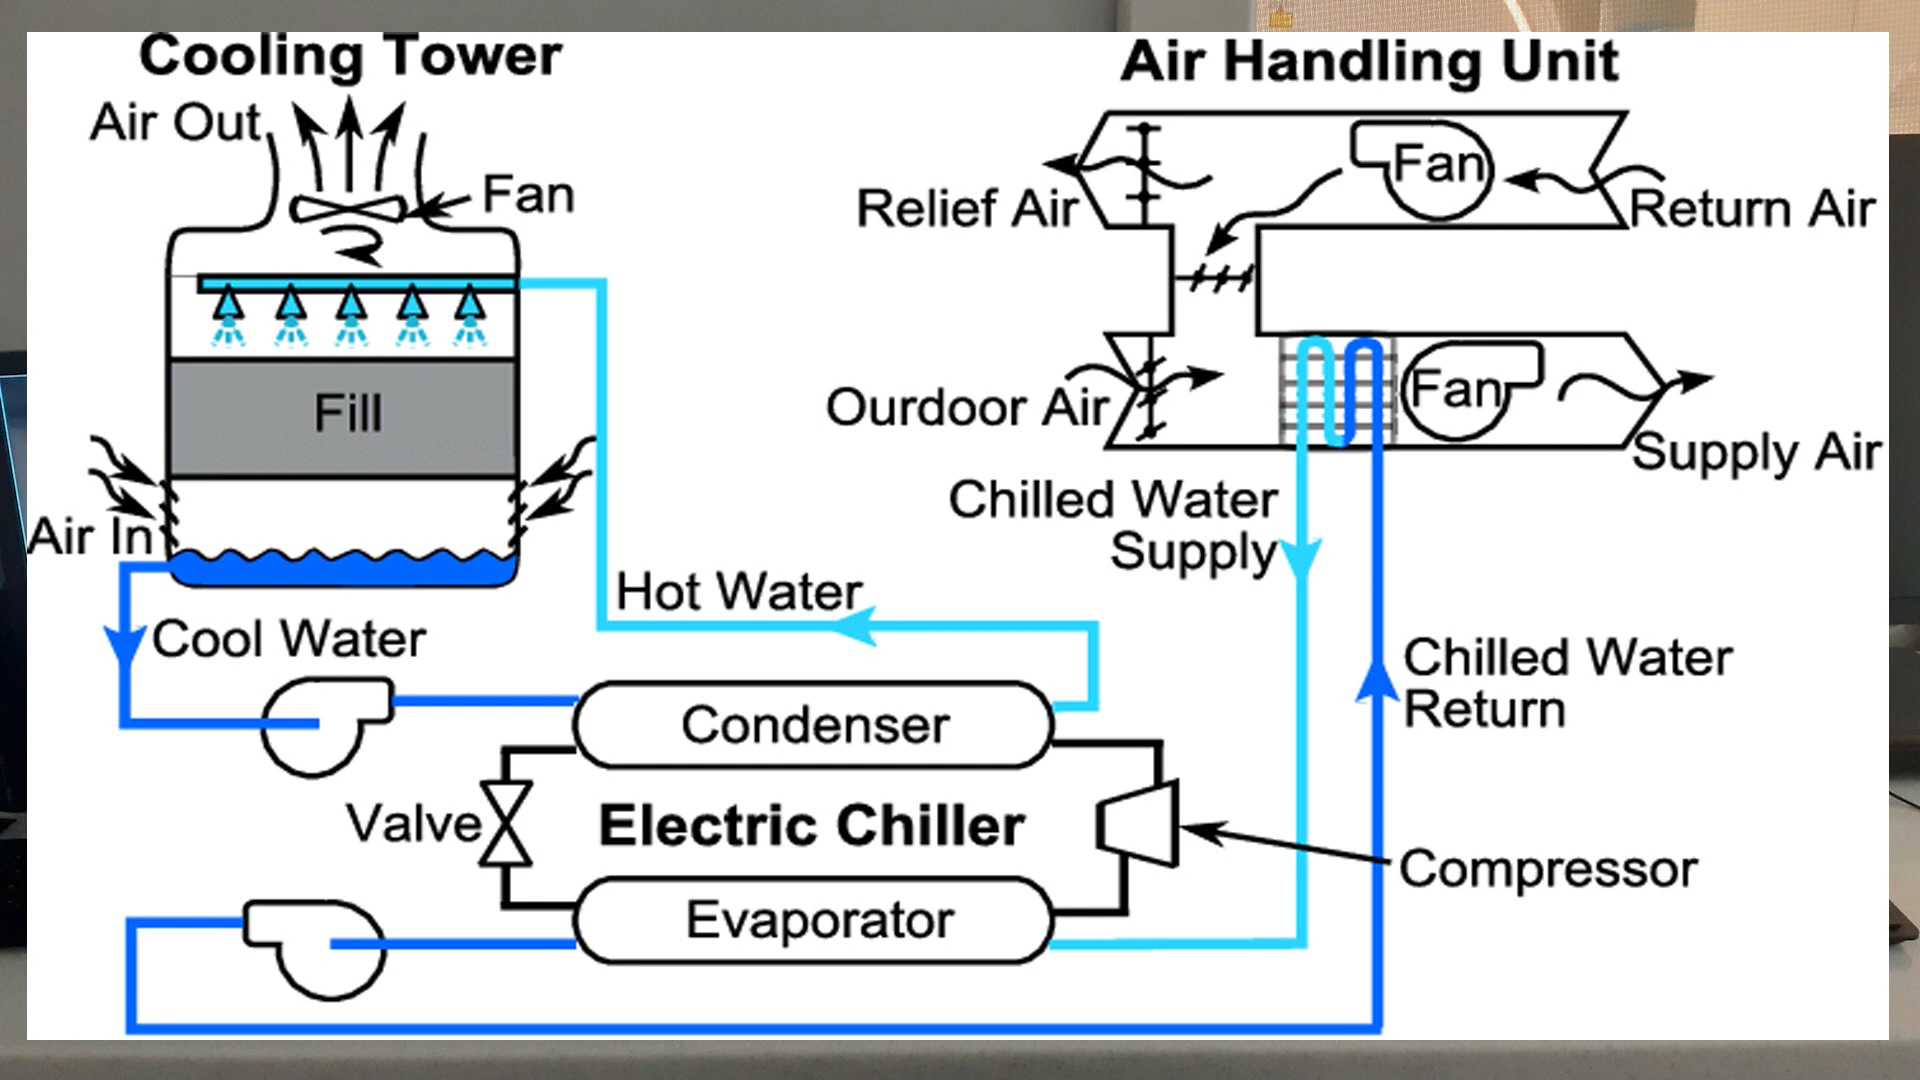 Cooling Tower
Air Out
Fan
Fill
Air In
Cool Water
Hot Water
Air Handling Unit
Fan
Relief Air
Return Air
Ourdoor Air
Fan
Supply Air
Chilled Water
Supply
Chilled Water
Return
Condenser
Valve
Electric Chiller
Compressor
Evaporator